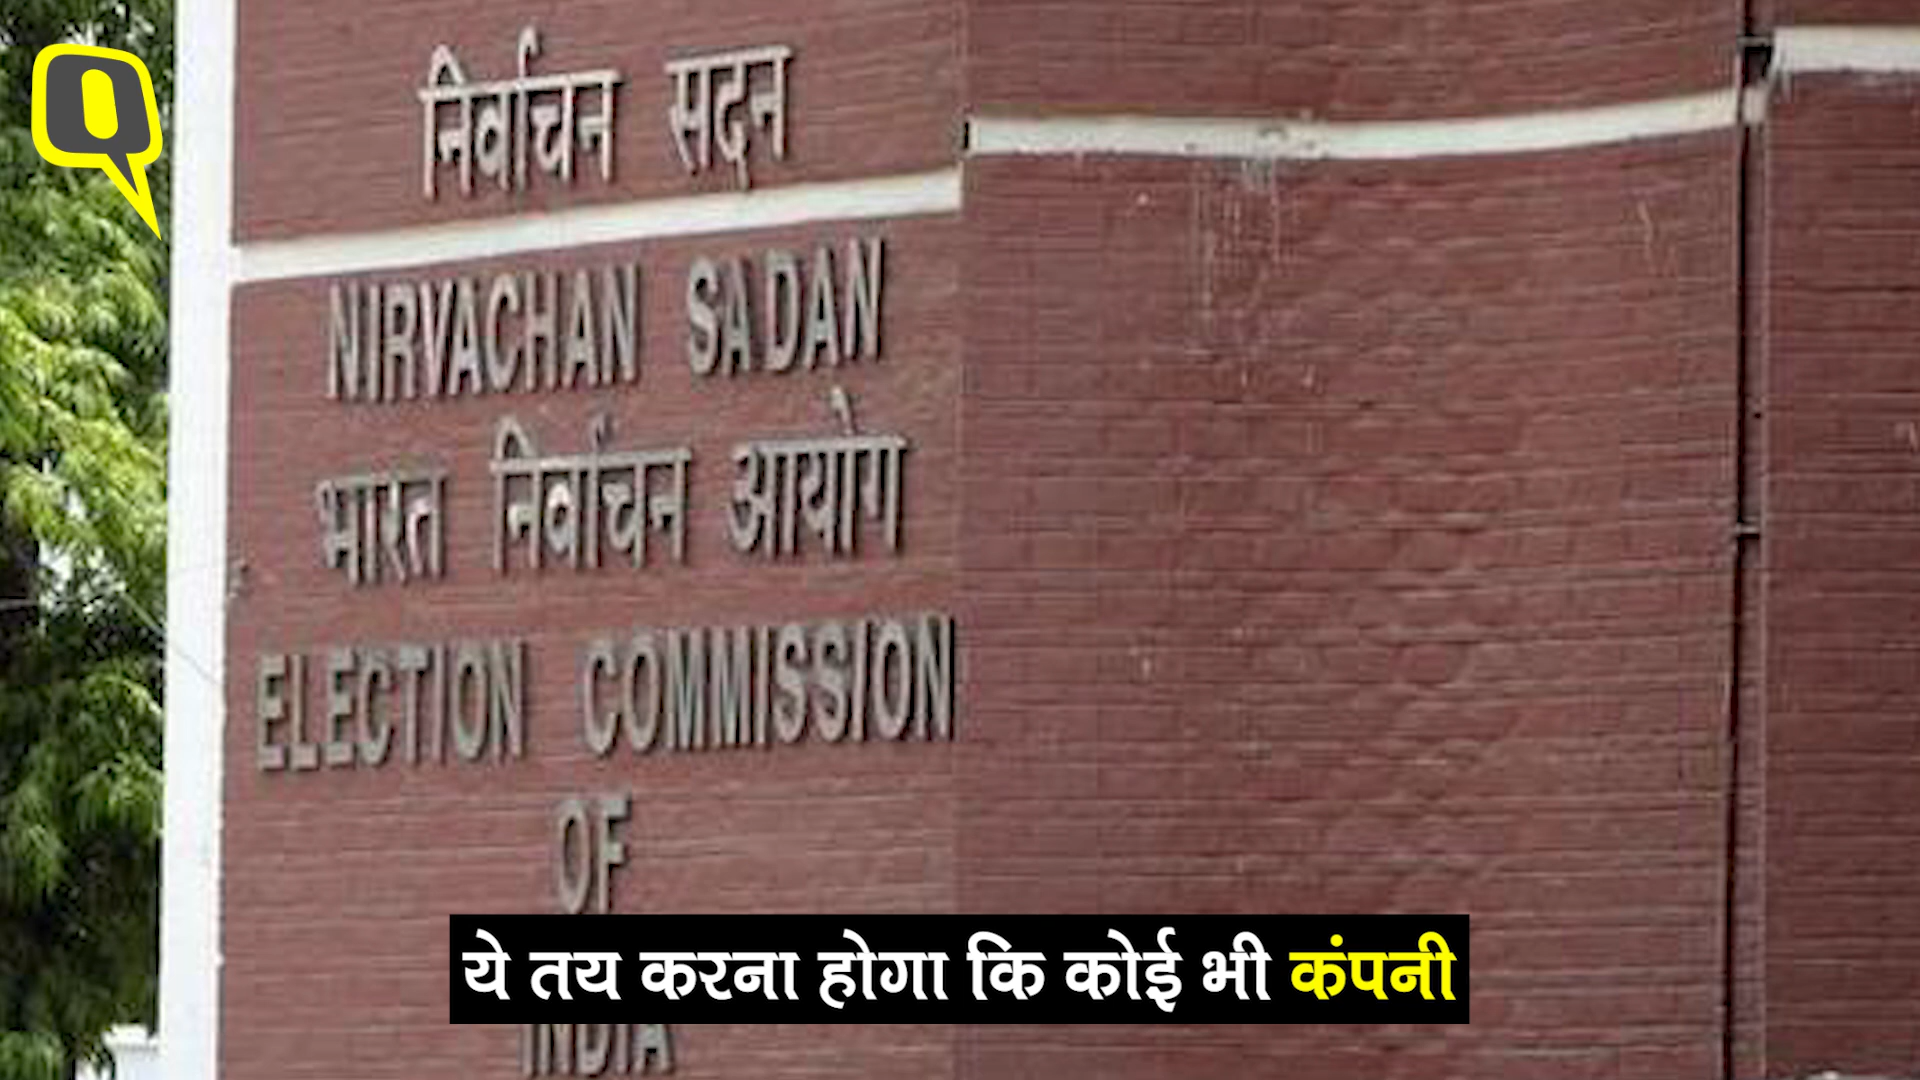 निर्वाचन सदन
NIRVACHAN SADAN
भारत निर्वाचन आयोग
ELECTION COMMISSION
OF
INDIA
ये तय करना होगा कि कोई भी कंपनी